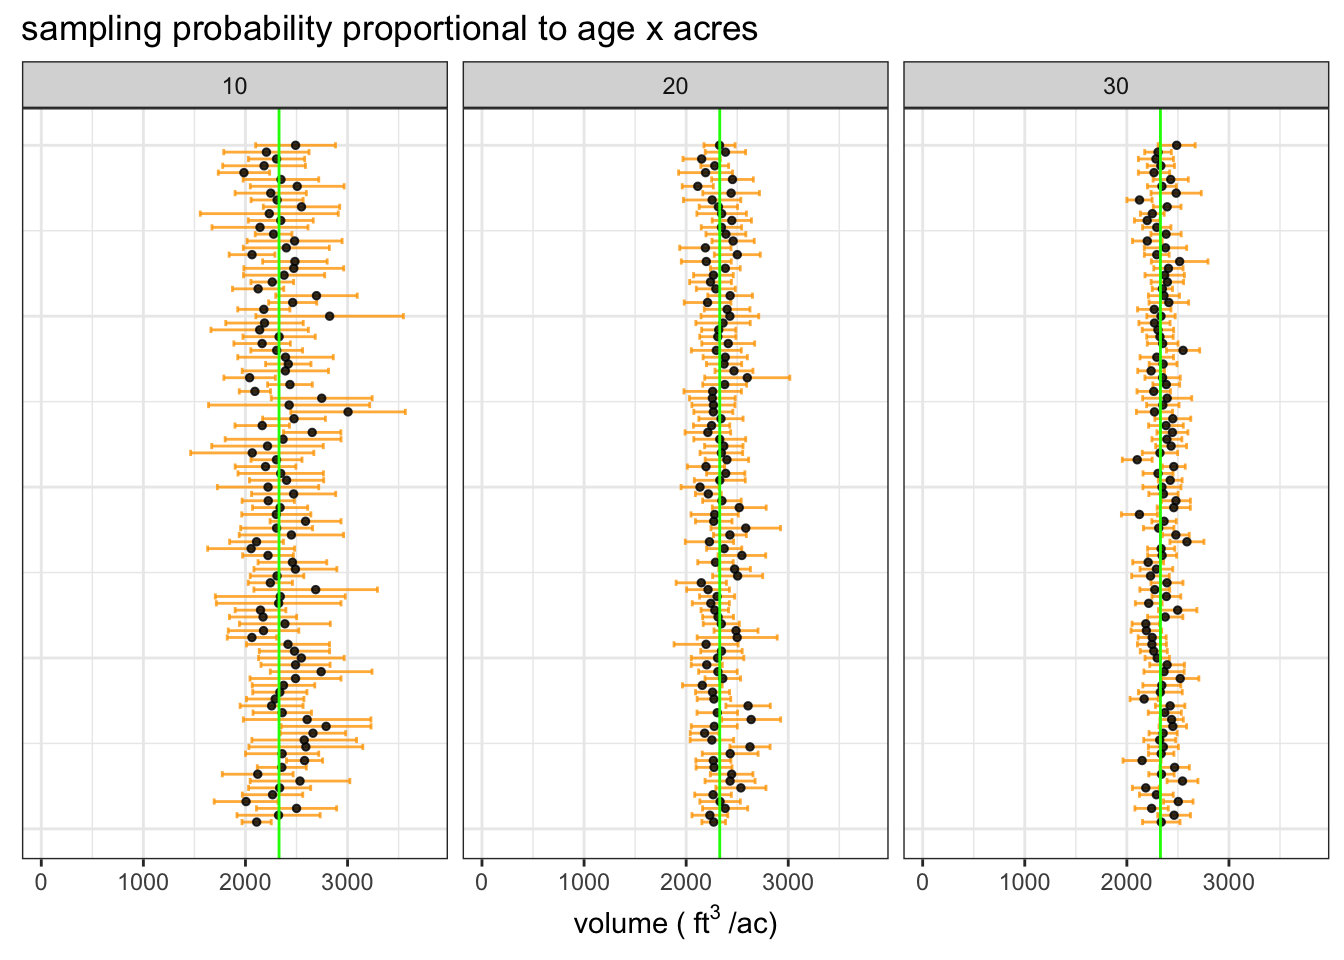 sampling probability proportional to age x acres
10 20 30
0 1000 2000 3000 0 1000 2000 3000 0 1000 2000 3000
volume ( ft³ /ac)